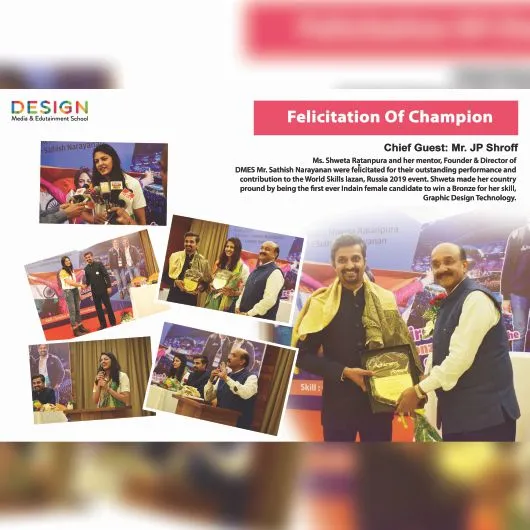 DESIGN
Media & Edutainment School
Felicitation Of Champion
Chief Guest: Mr. JP Shroff
Ms. Shweta Ratanpura and her mentor, Founder & Director of
DMES Mr. Sathish Narayanan were felicitated for their outstanding performance and
contribution to the World Skills Iazan, Russia 2019 event. Shweta made her country
pround by being the first ever Indain female candidate to win a Bronze for her skill,
Graphic Design Technology.
Sathish Narayanan
Skill :